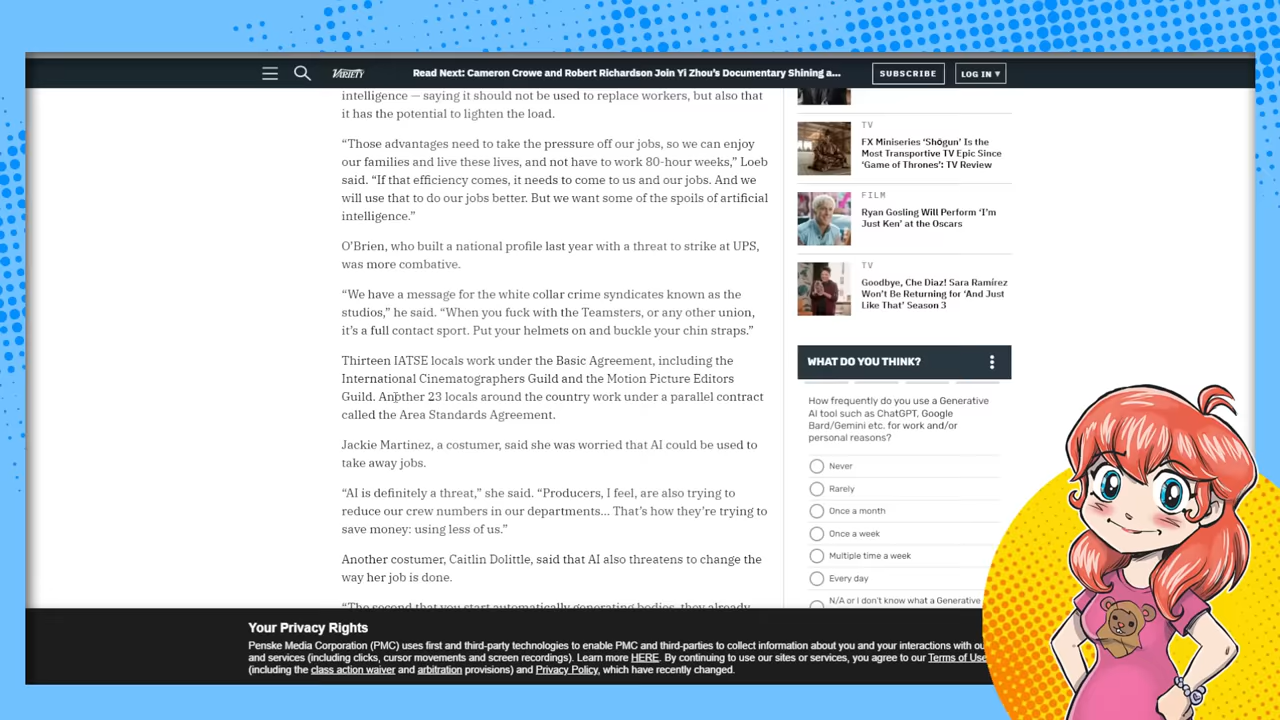 VARIETY
Read Next: Cameron Crowe and Robert Richardson Join Yi Zhou's Documentary Shining a...
SUBSCRIBE
LOG IN ▾
intelligence — saying it should not be used to replace workers, but also that
it has the potential to lighten the load.
“Those advantages need to take the pressure off our jobs, so we can enjoy
our families and live these lives, and not have to work 80-hour weeks,” Loeb
said. “If that efficiency comes, it needs to come to us and our jobs. And we
will use that to do our jobs better. But we want some of the spoils of artificial
intelligence.”
O’Brien, who built a national profile last year with a threat to strike at UPS,
was more combative.
“We have a message for the white collar crime syndicates known as the
studios,” he said. “When you fuck with the Teamsters, or any other union,
it’s a full contact sport. Put your helmets on and buckle your chin straps.”
Thirteen IATSE locals work under the Basic Agreement, including the
International Cinematographers Guild and the Motion Picture Editors
Guild. Another 23 locals around the country work under a parallel contract
called the Area Standards Agreement.
Jackie Martinez, a costumer, said she was worried that AI could be used to
take away jobs.
“AI is definitely a threat,” she said. “Producers, I feel, are also trying to
reduce our crew numbers in our departments… That’s how they’re trying to
save money: using less of us.”
Another costumer, Caitlin Dolittle, said that AI also threatens to change the
way her job is done.
“The second that you start automatically generating bodies, they already
TV
FX Miniseries ‘Shōgun’ Is the
Most Transportive TV Epic Since
‘Game of Thrones’: TV Review
FILM
Ryan Gosling Will Perform ‘I’m
Just Ken’ at the Oscars
TV
Goodbye, Che Diaz! Sara Ramírez
Won’t Be Returning for ‘And Just
Like That’ Season 3
WHAT DO YOU THINK?
How frequently do you use a Generative
AI tool such as ChatGPT, Google
Bard/Gemini etc. for work and/or
personal reasons?
Never
Rarely
Once a month
Once a week
Multiple time a week
Every day
N/A or I don't know what a Generative
Your Privacy Rights
Penske Media Corporation (PMC) uses first and third-party technologies to enable PMC and third-parties to collect information about you and your interactions with
and services (including clicks, cursor movements and screen recordings). Learn more HERE. By continuing to use our sites or services, you agree to our Terms of Use
(including the class action waiver and arbitration provisions) and Privacy Policy, which have recently changed.